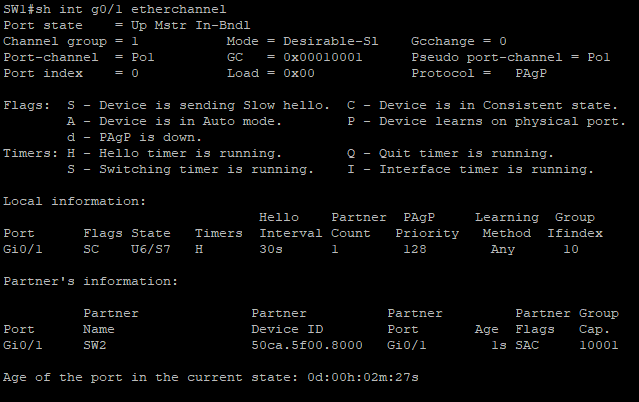 SW1#sh int g0/1 etherchannel
Port state    = Up Mstr In-Bndl
Channel group = 1           Mode = Desirable-Sl    Gcchange = 0
Port-channel  = Po1         GC   = 0x00010001      Pseudo port-channel = Po1
Port index    = 0           Load = 0x00            Protocol =   PAgP
Flags:  S - Device is sending Slow hello.  C - Device is in Consistent state.
        A - Device is in Auto mode.        P - Device learns on physical port.
        d - PAgP is down.
Timers: H - Hello timer is running.        Q - Quit timer is running.
        S - Switching timer is running.    I - Interface timer is running.
Local information:
                                Hello    Partner  PAgP     Learning  Group
Port      Flags State   Timers  Interval Count   Priority   Method  Ifindex
Gi0/1     SC    U6/S7   H       30s      1        128        Any      10
Partner's information:
          Partner              Partner          Partner         Partner Group
Port      Name                 Device ID        Port       Age  Flags   Cap.
Gi0/1     SW2                  50ca.5f00.8000   Gi0/1        1s SAC     10001
Age of the port in the current state: 0d:00h:02m:27s